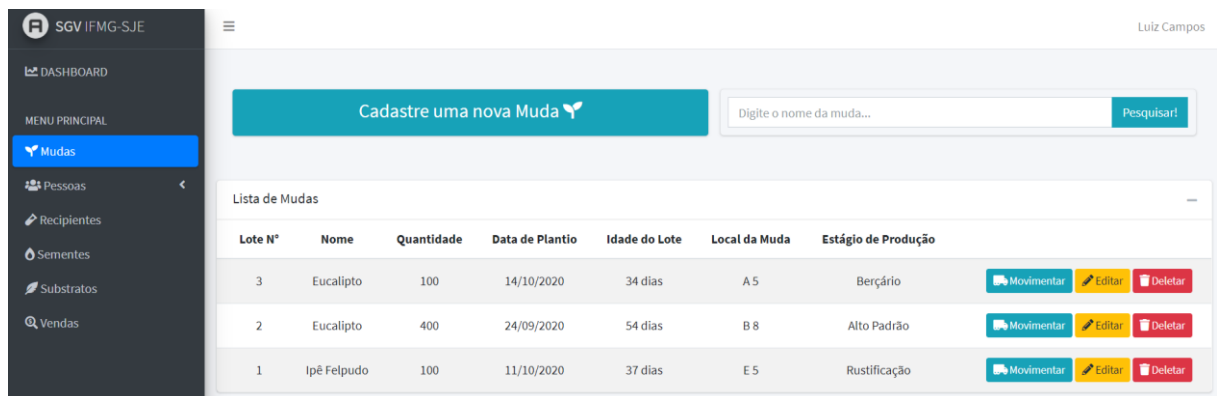 SGV IFMG-SJE
Luiz Campos
DASHBOARD
MENU PRINCIPAL
Mudas
Pessoas
Recipientes
Sementes
Substratos
Vendas
Cadastre uma nova Muda
Digite o nome da muda... Pesquisar!
Lista de Mudas
Lote N° Nome Quantidade Data de Plantio Idade do Lote Local da Muda Estágio de Produção
3 Eucalipto 100 14/10/2020 34 dias A 5 Berçário Movimentar Editar Deletar
2 Eucalipto 400 24/09/2020 54 dias B 8 Alto Padrão Movimentar Editar Deletar
1 Ipê Felpudo 100 11/10/2020 37 dias E 5 Rustificação Movimentar Editar Deletar